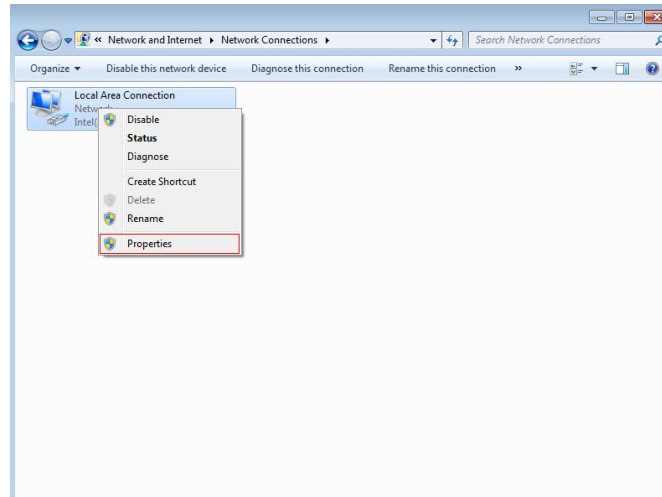 « Network and Internet ▸ Network Connections ▸
Search Network Connections
Organize ▾ Disable this network device Diagnose this connection Rename this connection »
Local Area Connection
Intel(
Disable
Status
Diagnose
Create Shortcut
Delete
Rename
Properties